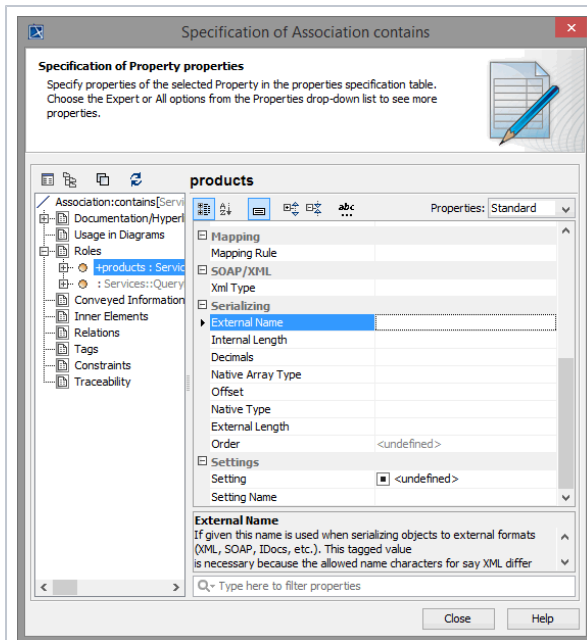 Specification of Association contains
Specification of Property properties
Specify properties of the selected Property in the properties specification table.
Choose the Expert or All options from the Properties drop-down list to see more
properties.
products
Properties: Standard
Association:contains[Servi
Documentation/Hyperl
Usage in Diagrams
Roles
+products : Servic
: Services::Query
Conveyed Information
Inner Elements
Relations
Tags
Constraints
Traceability
Mapping
Mapping Rule
SOAP/XML
Xml Type
Serializing
External Name
Internal Length
Decimals
Native Array Type
Offset
Native Type
External Length
Order <undefined>
Settings
Setting <undefined>
Setting Name
External Name
If given this name is used when serializing objects to external formats
(XML, SOAP, IDocs, etc.). This tagged value
is necessary because the allowed name characters for say XML differ
Type here to filter properties
Close Help